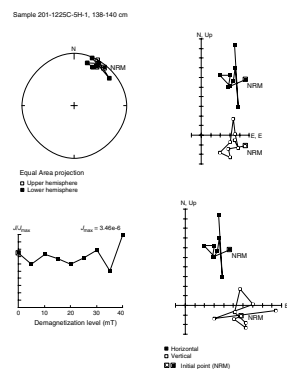 Sample 201-1225C-5H-1, 138-140 cm
N
NRM
Equal Area projection
Upper hemisphere
Lower hemisphere
N, Up
NRM
E, E
NRM
J/Jmax
Jmax = 3.46e-6
0 10 20 30 40
Demagnetization level (mT)
N, Up
NRM
E
NRM
Horizontal
Vertical
Initial point (NRM)